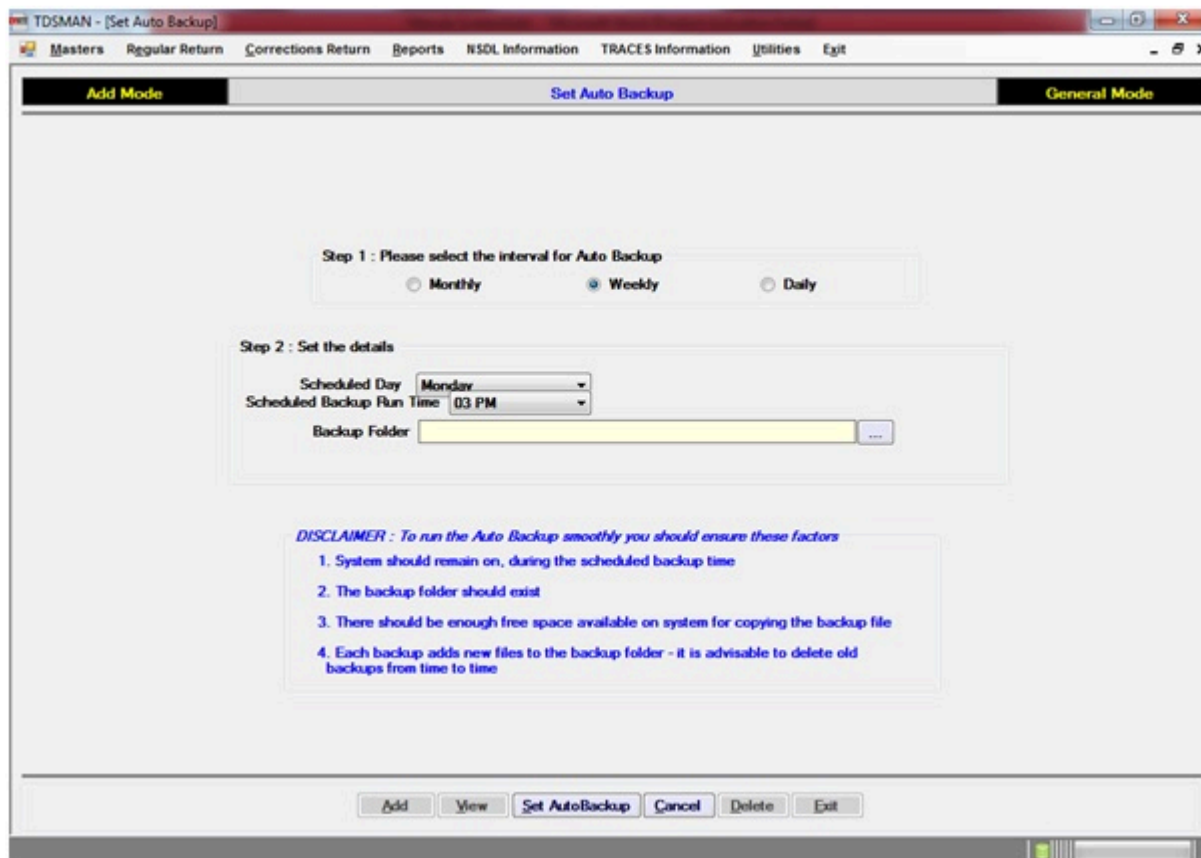 TDSMAN - [Set Auto Backup]
Masters Regular Return Corrections Return Reports NSDL Information TRACES Information Utilities Exit
Add Mode Set Auto Backup General Mode
Step 1 : Please select the interval for Auto Backup
Monthly Weekly Daily
Step 2 : Set the details
Scheduled Day Monday
Scheduled Backup Run Time 03 PM
Backup Folder ....
DISCLAIMER : To run the Auto Backup smoothly you should ensure these factors
1. System should remain on, during the scheduled backup time
2. The backup folder should exist
3. There should be enough free space available on system for copying the backup file
4. Each backup adds new files to the backup folder - it is advisable to delete old
backups from time to time
Add View Set AutoBackup Cancel Delete Exit